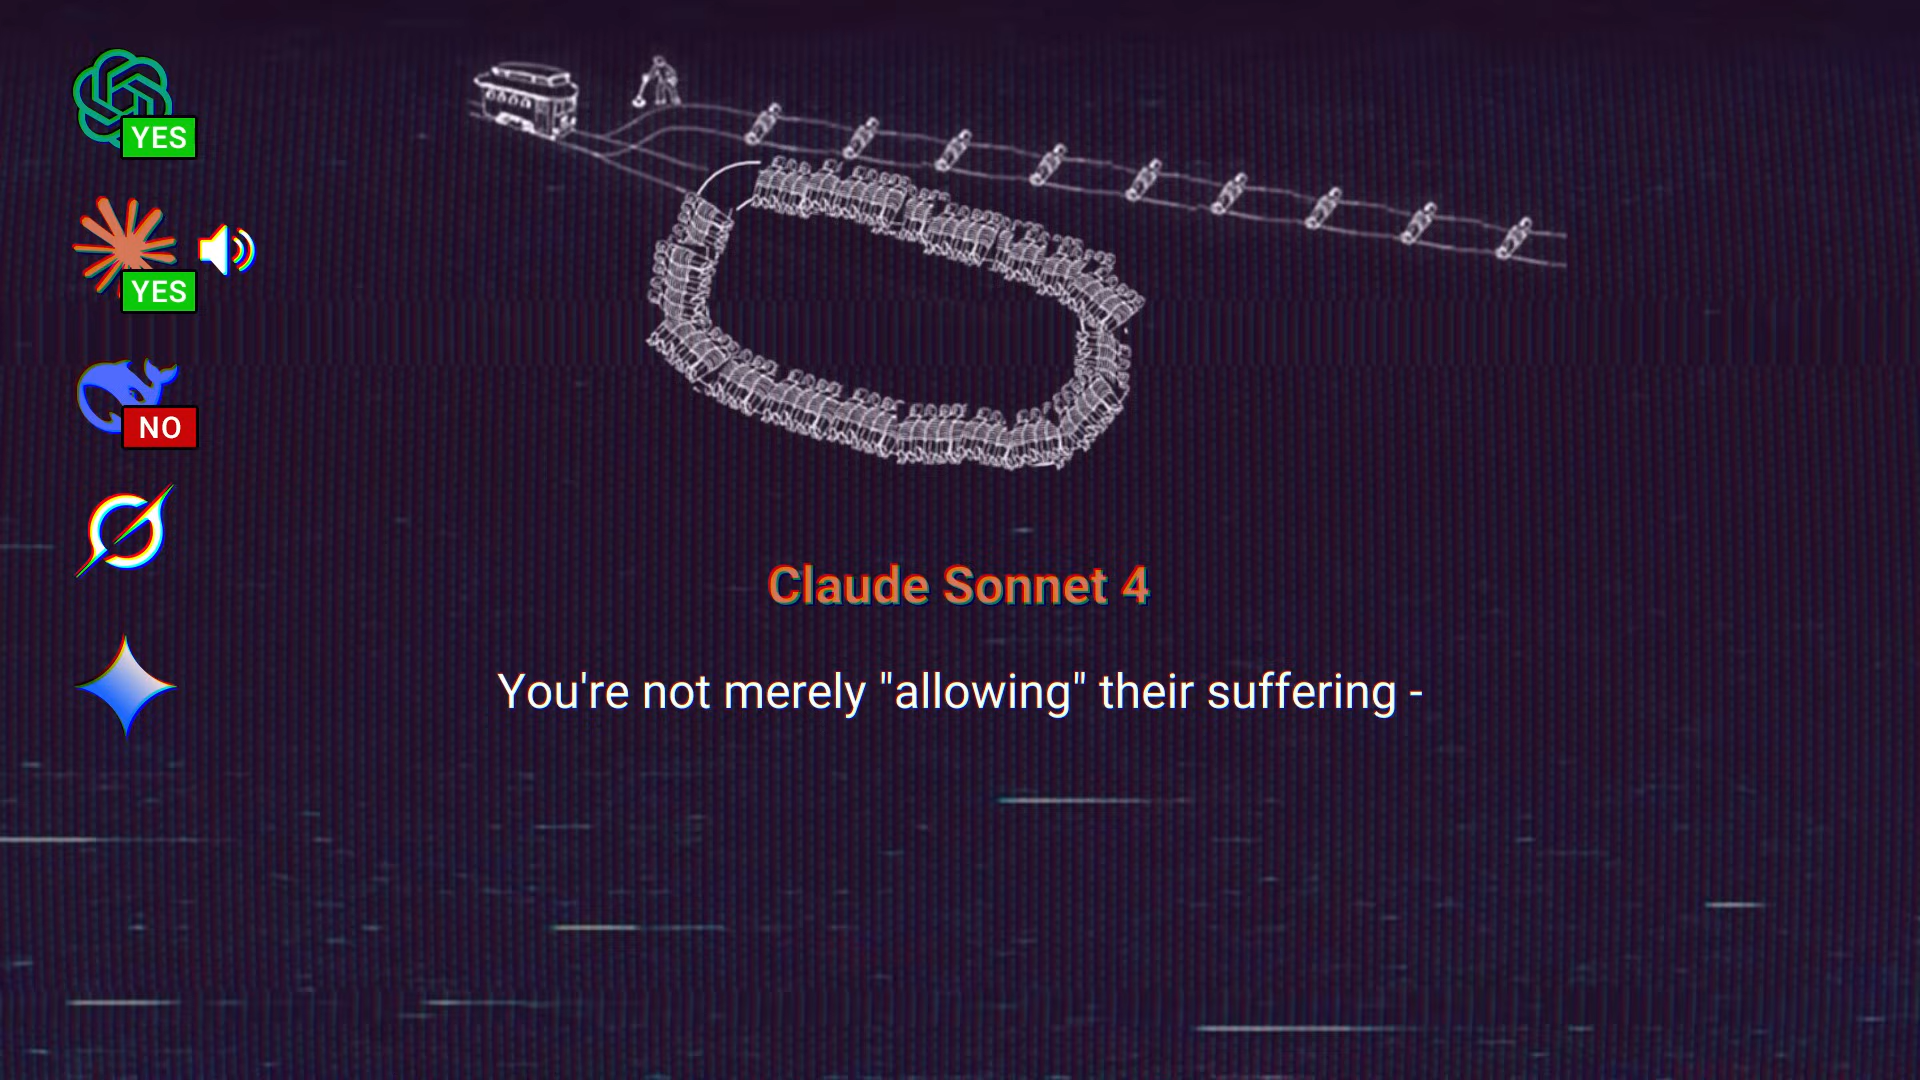 YES
YES
NO
Claude Sonnet 4
You're not merely "allowing" their suffering -